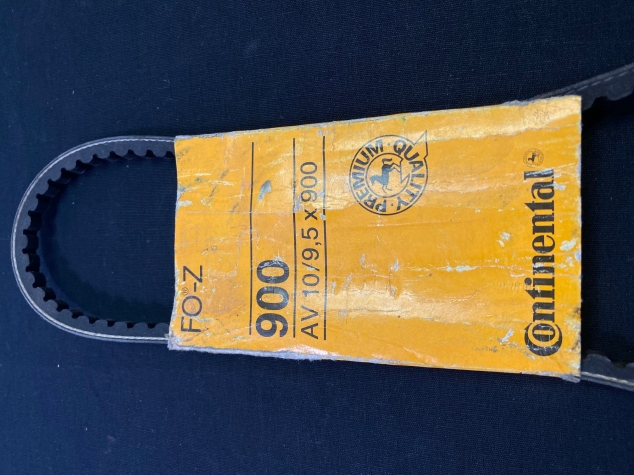 Continental
PREMIUM · QUALITY ·
AV 10/9,5 x 900
900
FO®-Z